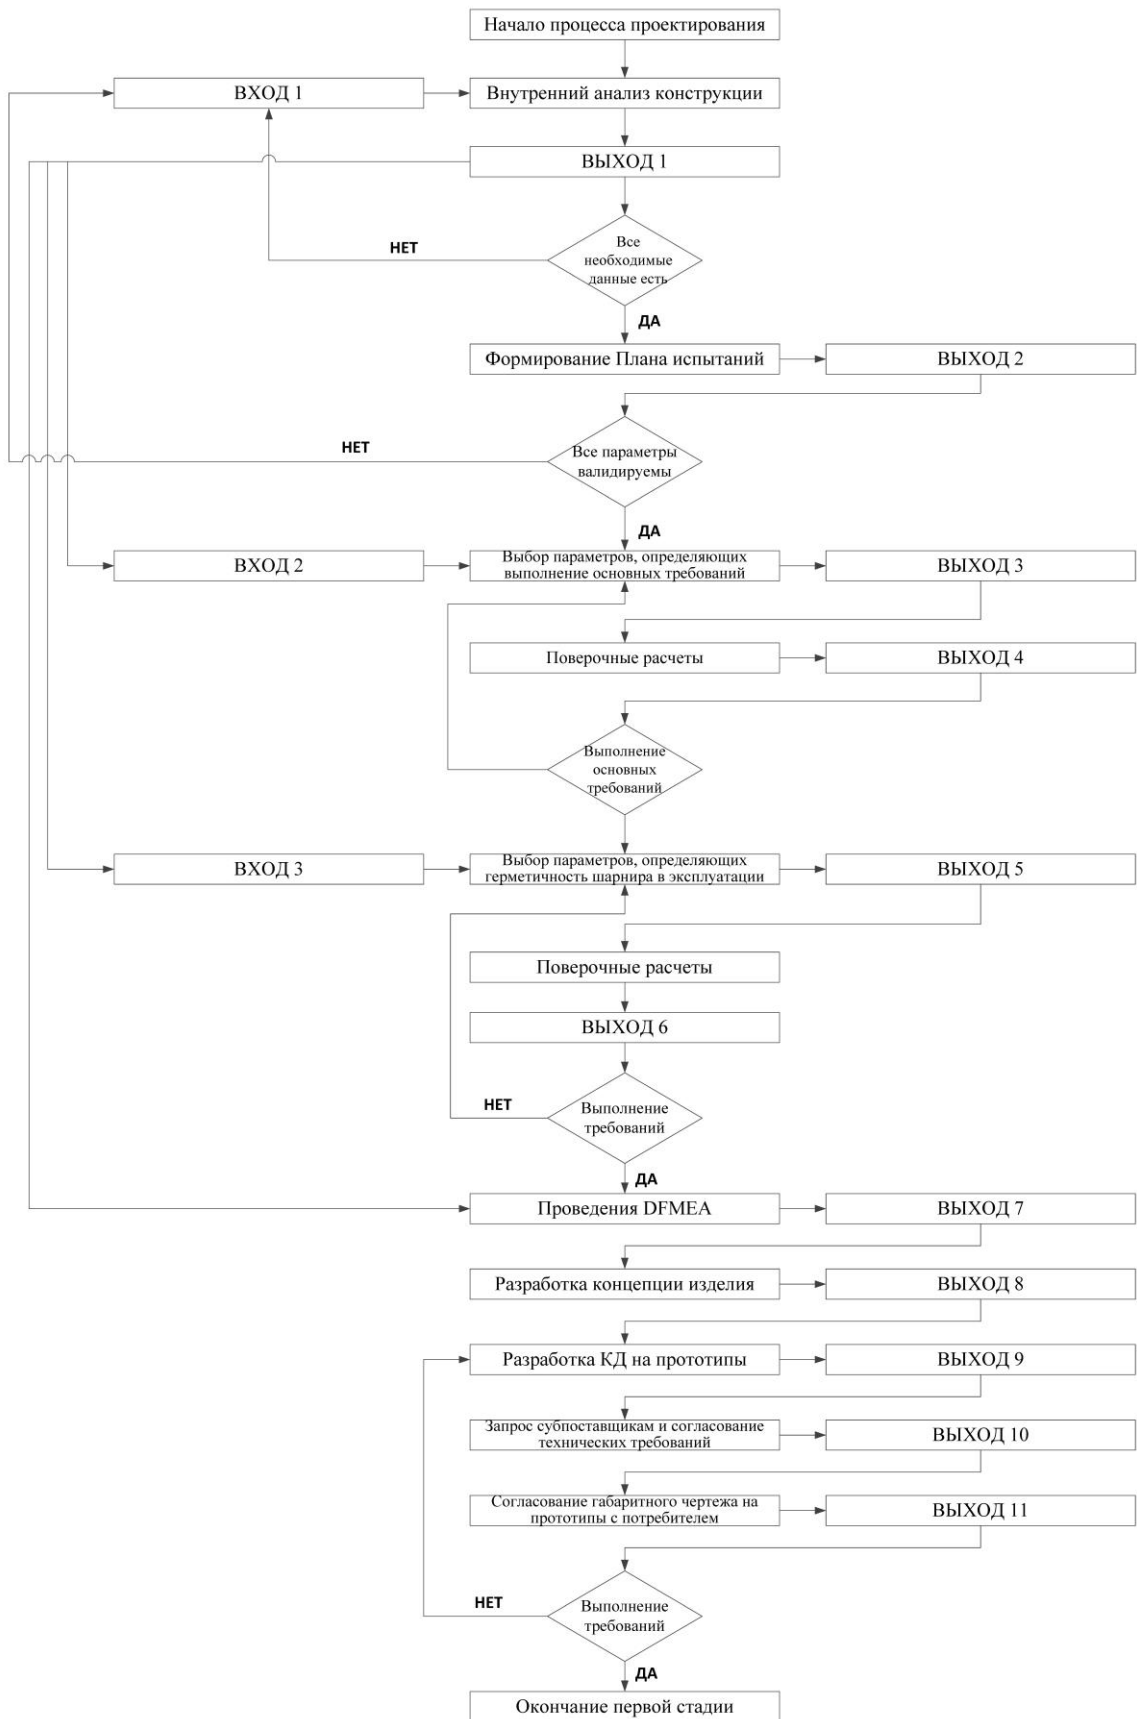 Начало процесса проектирования
ВХОД 1
Внутренний анализ конструкции
ВЫХОД 1
НЕТ
Все
необходимые
данные есть
ДА
Формирование Плана испытаний
ВЫХОД 2
НЕТ
Все параметры
валидируемы
ДА
ВХОД 2
Выбор параметров, определяющих
выполнение основных требований
ВЫХОД 3
Поверочные расчеты
ВЫХОД 4
Выполнение
основных
требований
ВХОД 3
Выбор параметров, определяющих
герметичность шарнира в эксплуатации
ВЫХОД 5
Поверочные расчеты
ВЫХОД 6
НЕТ
Выполнение
требований
ДА
Проведения DFMEA
ВЫХОД 7
Разработка концепции изделия
ВЫХОД 8
Разработка КД на прототипы
ВЫХОД 9
Запрос субпоставщикам и согласование
технических требований
ВЫХОД 10
Согласование габаритного чертежа на
прототипы с потребителем
ВЫХОД 11
НЕТ
Выполнение
требований
ДА
Окончание первой стадии